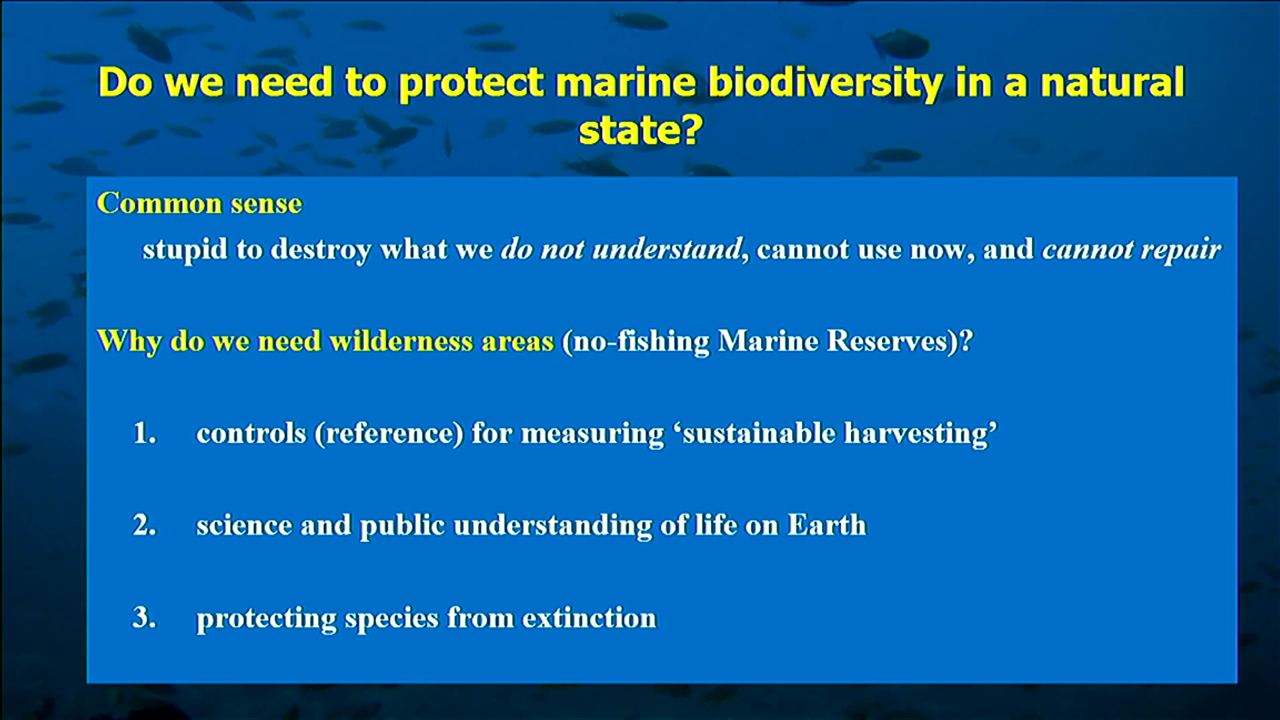 Do we need to protect marine biodiversity in a natural
state?
Common sense
stupid to destroy what we do not understand, cannot use now, and cannot repair
Why do we need wilderness areas (no-fishing Marine Reserves)?
1. controls (reference) for measuring ‘sustainable harvesting’
2. science and public understanding of life on Earth
3. protecting species from extinction